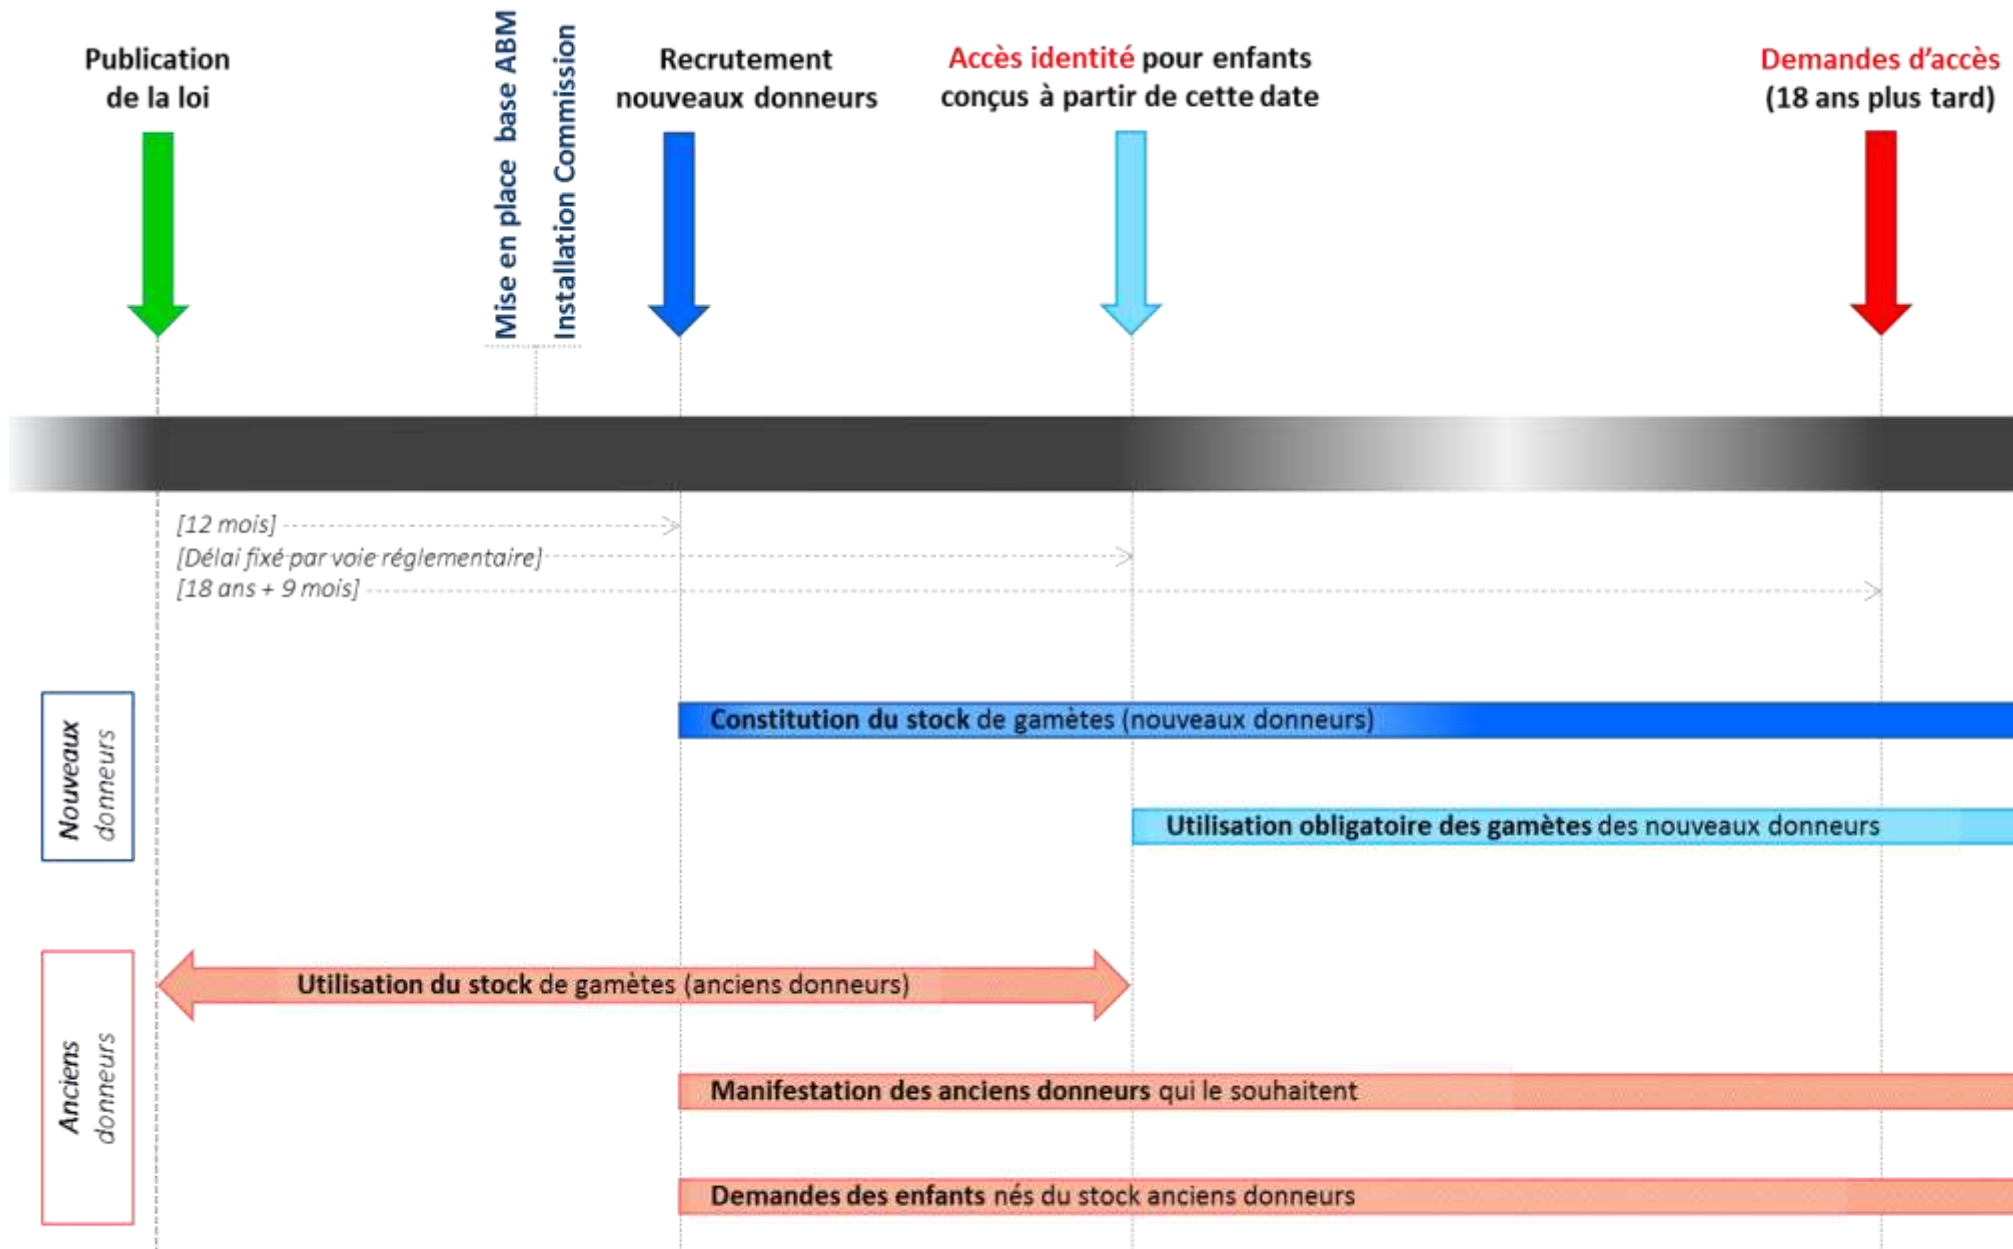 Publication
de la loi
Mise en place base ABM
Installation Commission
Recrutement
nouveaux donneurs
Accès identité pour enfants
conçus à partir de cette date
Demandes d'accès
(18 ans plus tard)
[12 mois]
[Délai fixé par voie réglementaire]
[18 ans + 9 mois]
Nouveaux
donneurs
Constitution du stock de gamètes (nouveaux donneurs)
Utilisation obligatoire des gamètes des nouveaux donneurs
Anciens
donneurs
Utilisation du stock de gamètes (anciens donneurs)
Manifestation des anciens donneurs qui le souhaitent
Demandes des enfants nés du stock anciens donneurs